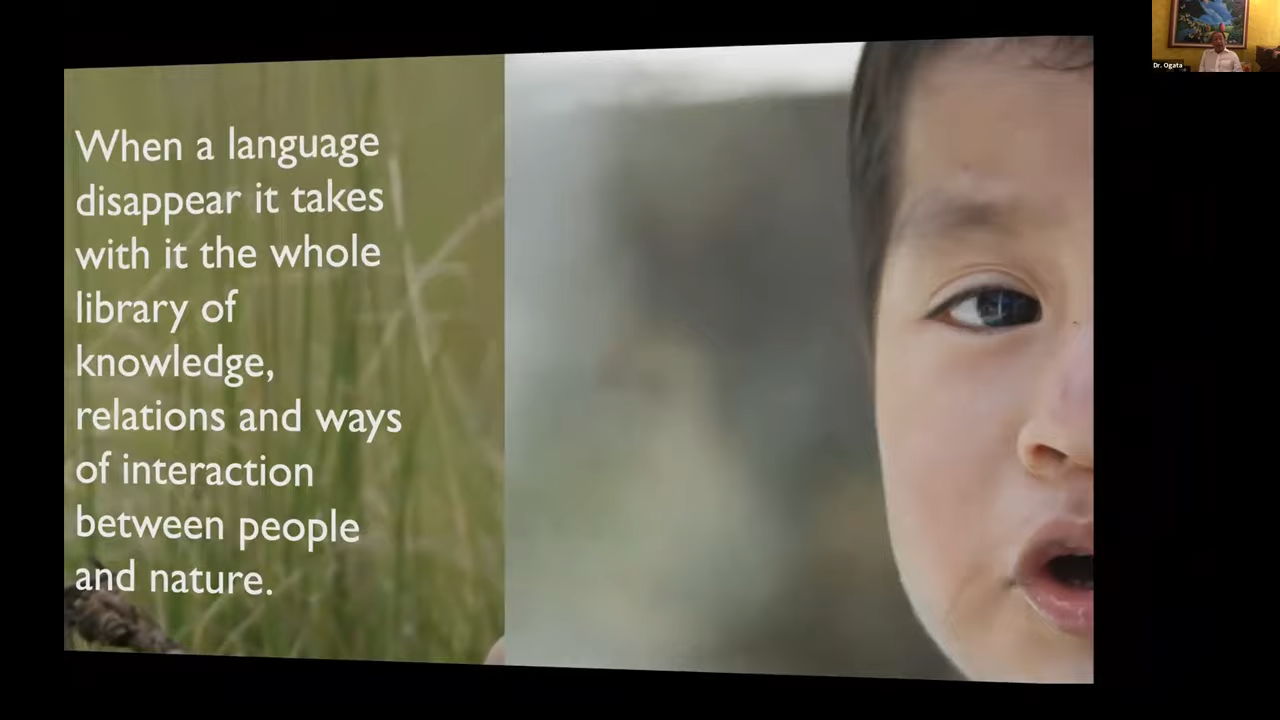 When a language
disappear it takes
with it the whole
library of
knowledge,
relations and ways
of interaction
between people
and nature.
Dr. Ogata